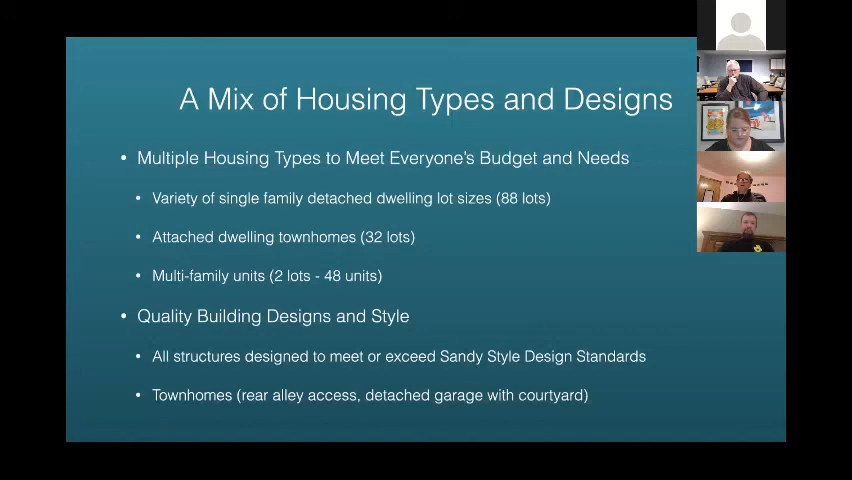 A Mix of Housing Types and Designs
• Multiple Housing Types to Meet Everyone's Budget and Needs
• Variety of single family detached dwelling lot sizes (88 lots)
• Attached dwelling townhomes (32 lots)
• Multi-family units (2 lots - 48 units)
• Quality Building Designs and Style
• All structures designed to meet or exceed Sandy Style Design Standards
• Townhomes (rear alley access, detached garage with courtyard)